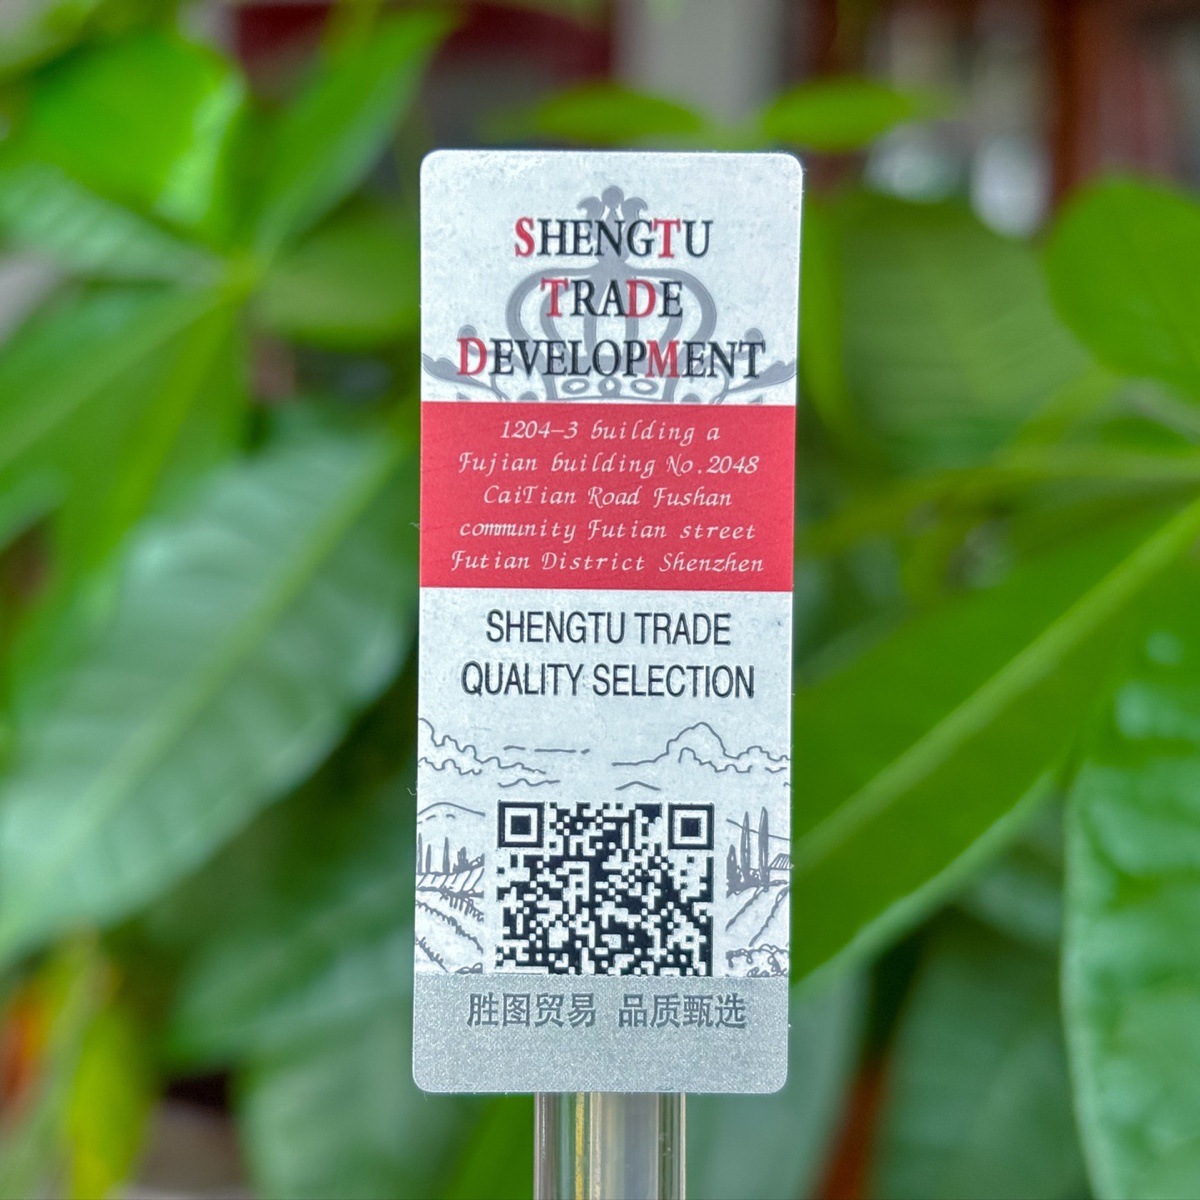 SHENGTU
TRADE
DEVELOPMENT
1204-3 building a
Fujian building No.2048
CaiTian Road Fushan
community Futian street
Futian District Shenzhen
SHENGTU TRADE
QUALITY SELECTION
胜图贸易 品质甄选